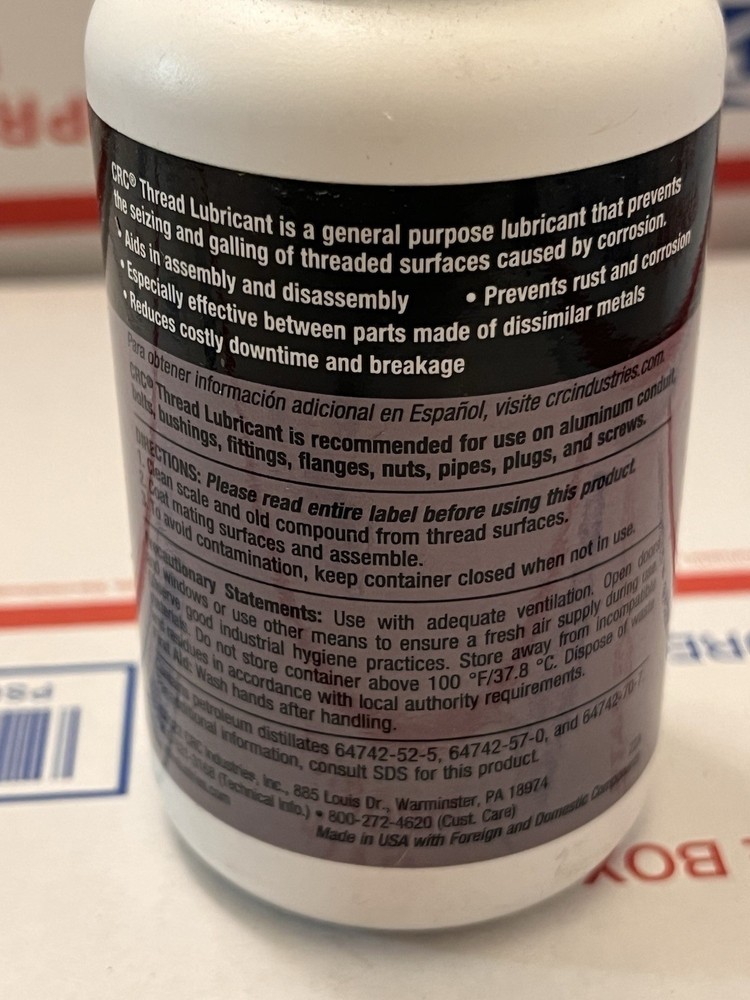 CRC® Thread Lubricant is a general purpose lubricant that prevents
the seizing and galling of threaded surfaces caused by corrosion.
• Aids in assembly and disassembly • Prevents rust and corrosion
• Especially effective between parts made of dissimilar metals
• Reduces costly downtime and breakage
Para obtener información adicional en Español, visite crcindustries.com.
CRC® Thread Lubricant is recommended for use on aluminum conduit,
bolts, bushings, fittings, flanges, nuts, pipes, plugs, and screws.
DIRECTIONS: Please read entire label before using this product.
Clean scale and old compound from thread surfaces.
Coat mating surfaces and assemble.
To avoid contamination, keep container closed when not in use.
Precautionary Statements: Use with adequate ventilation. Open doors
and windows or use other means to ensure a fresh air supply during use
good industrial hygiene practices. Store away from incompatible
Do not store container above 100 °F/37.8 °C. Dispose of waste
and residues in accordance with local authority requirements.
Aid: Wash hands after handling.
petroleum distillates 64742-52-5, 64742-57-0, and 64742-70-7.
information, consult SDS for this product.
CRC Industries, Inc., 885 Louis Dr., Warminster, PA 18974
(Technical Info.) • 800-272-4620 (Cust. Care)
Made in USA with Foreign and Domestic
BOX